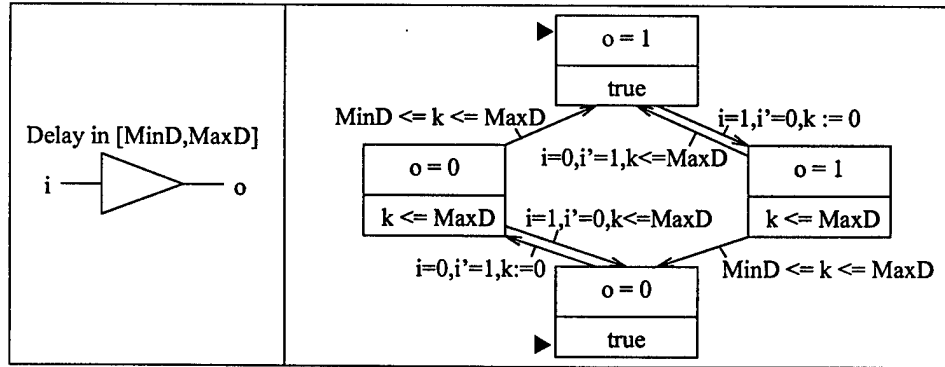 Delay in [MinD,MaxD]
i
o
o = 1
true
MinD <= k <= MaxD
i=1,i'=0,k := 0
i=0,i'=1,k<=MaxD
o = 0
k <= MaxD
o = 1
k <= MaxD
i=1,i'=0,k<=MaxD
i=0,i'=1,k:=0
MinD <= k <= MaxD
o = 0
true